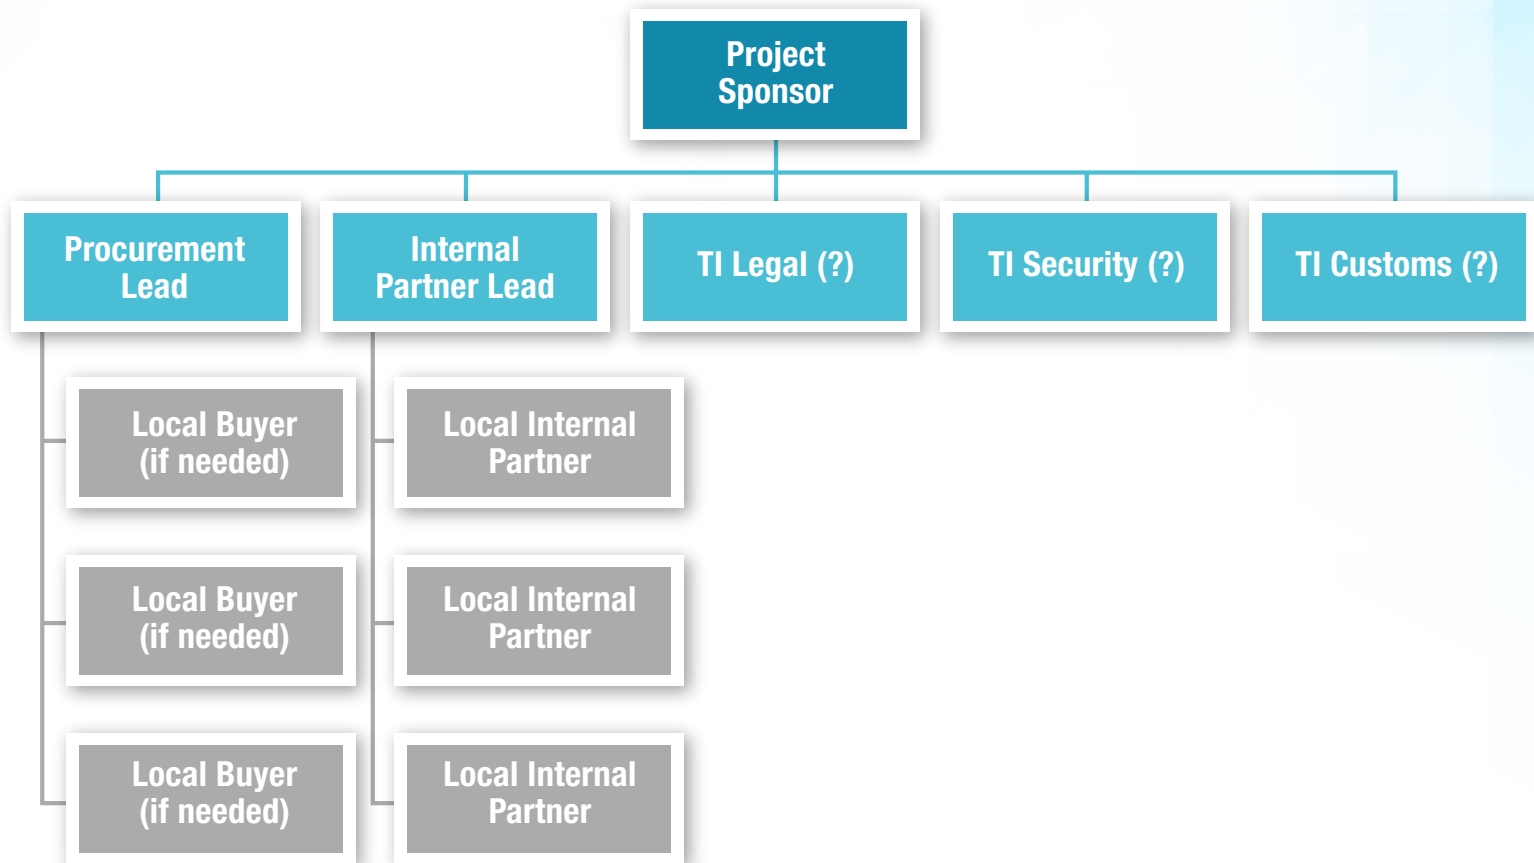 Project
Sponsor
Procurement
Lead
Internal
Partner Lead
TI Legal (?)
TI Security (?)
TI Customs (?)
Local Buyer
(if needed)
Local Internal
Partner
Local Buyer
(if needed)
Local Internal
Partner
Local Buyer
(if needed)
Local Internal
Partner